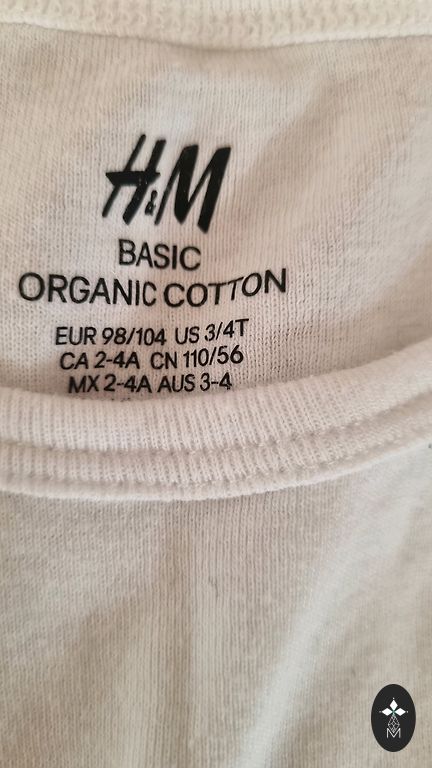 H&M
BASIC
ORGANIC COTTON
EUR 98/104 US 3/4T
CA 2-4A CN 110/56
MX 2-4A AUS 3-4